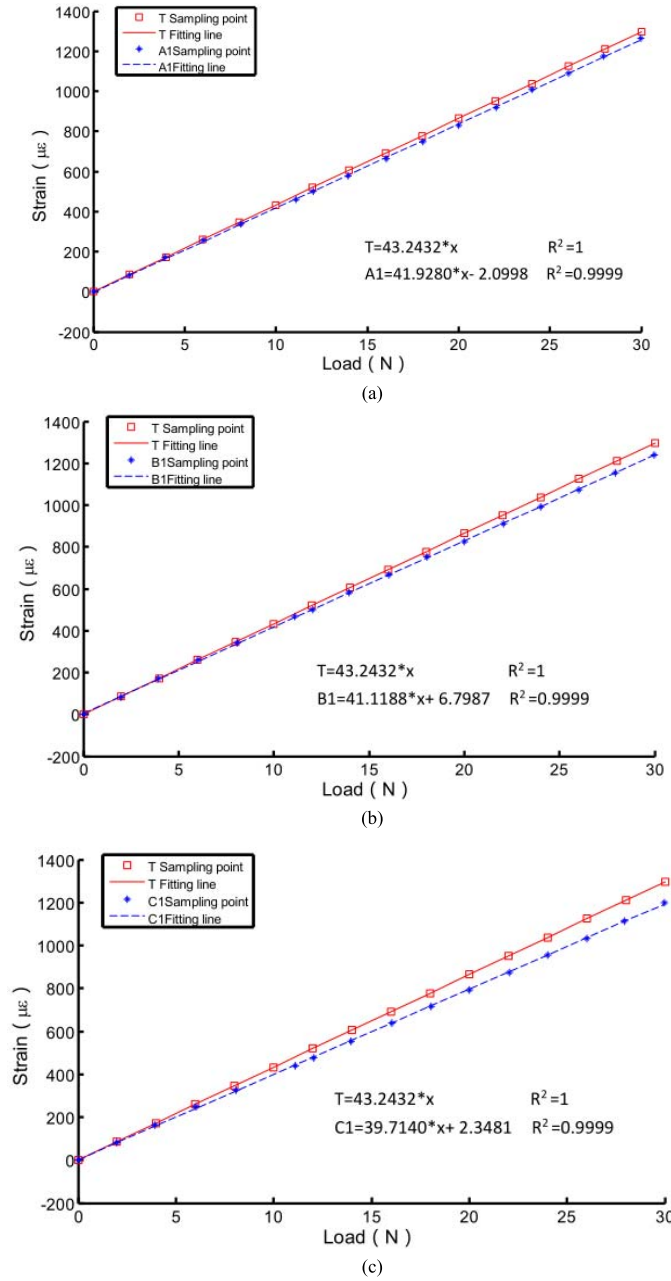 1400
1200
1000
800
600
400
200
0
-200
Strain ( με )
T Sampling point
T Fitting line
A1Sampling point
A1Fitting line
T=43.2432*x R²=1
A1=41.9280*x- 2.0998 R²=0.9999
0 5 10 15 20 25 30
Load ( N )
(a)
1400
1200
1000
800
600
400
200
0
-200
Strain ( με )
T Sampling point
T Fitting line
B1Sampling point
B1Fitting line
T=43.2432*x R²=1
B1=41.1188*x+ 6.7987 R²=0.9999
0 5 10 15 20 25 30
Load ( N )
(b)
1400
1200
1000
800
600
400
200
0
-200
Strain ( με )
T Sampling point
T Fitting line
C1Sampling point
C1Fitting line
T=43.2432*x R²=1
C1=39.7140*x+ 2.3481 R²=0.9999
0 5 10 15 20 25 30
Load ( N )
(c)